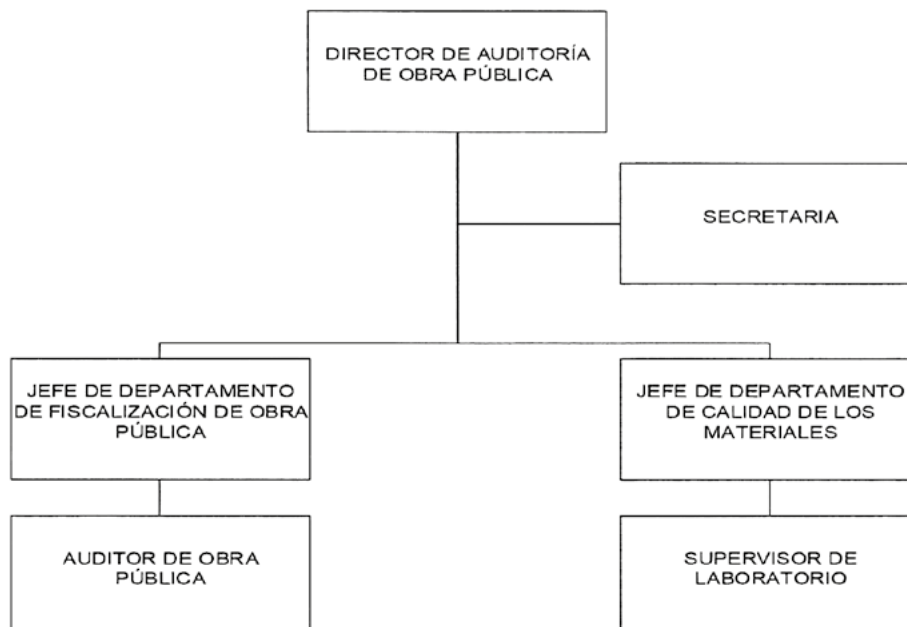 DIRECTOR DE AUDITORÍA
DE OBRA PÚBLICA
SECRETARIA
JEFE DE DEPARTAMENTO
DE FISCALIZACIÓN DE OBRA
PÚBLICA
JEFE DE DEPARTAMENTO
DE CALIDAD DE LOS
MATERIALES
AUDITOR DE OBRA
PÚBLICA
SUPERVISOR DE
LABORATORIO